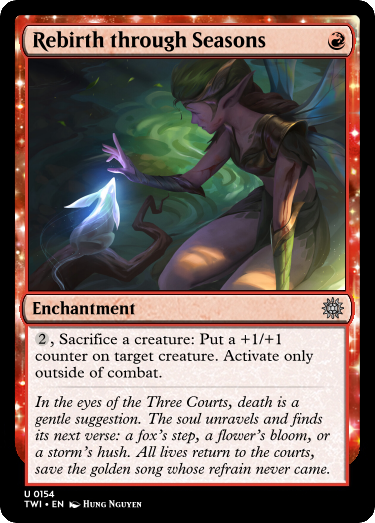 Rebirth through Seasons
Enchantment
2, Sacrifice a creature: Put a +1/+1
counter on target creature. Activate only
outside of combat.
In the eyes of the Three Courts, death is a
gentle suggestion. The soul unravels and finds
its next verse: a fox's step, a flower's bloom, or
a storm's hush. All lives return to the courts,
save the golden song whose refrain never came.
U 0154
TWI • EN Hung Nguyen